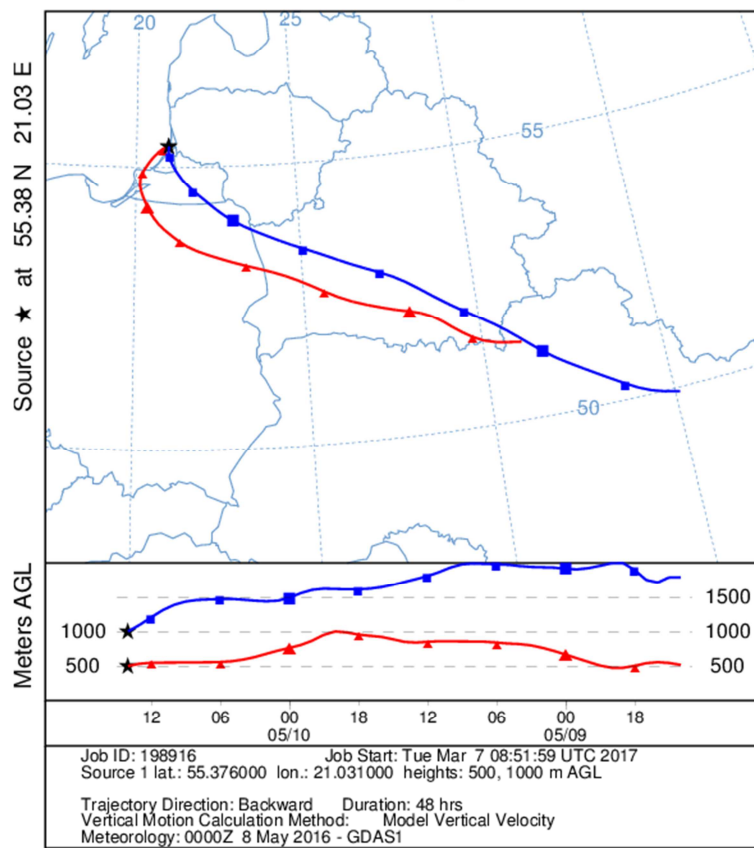 20
25
55
50
Source ★ at 55.38 N 21.03 E
Meters AGL
1500
1000
1000
500
500
12 06 00 18 12 06 00 18
05/10 05/09
Job ID: 198916 Job Start: Tue Mar 7 08:51:59 UTC 2017
Source 1 lat.: 55.376000 lon.: 21.031000 heights: 500, 1000 m AGL
Trajectory Direction: Backward Duration: 48 hrs
Vertical Motion Calculation Method: Model Vertical Velocity
Meteorology: 0000Z 8 May 2016 - GDAS1